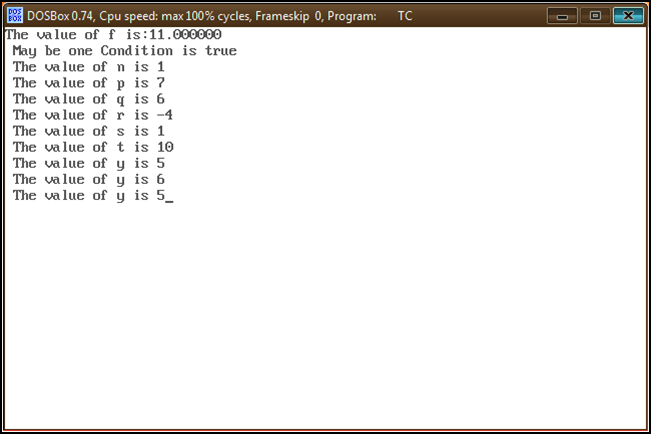 DOS BOX DOSBox 0.74, Cpu speed: max 100% cycles, Frameskip 0, Program: TC
The value of f is:11.000000
May be one Condition is true
The value of n is 1
The value of p is 7
The value of q is 6
The value of r is -4
The value of s is 1
The value of t is 10
The value of y is 5
The value of y is 6
The value of y is 5_